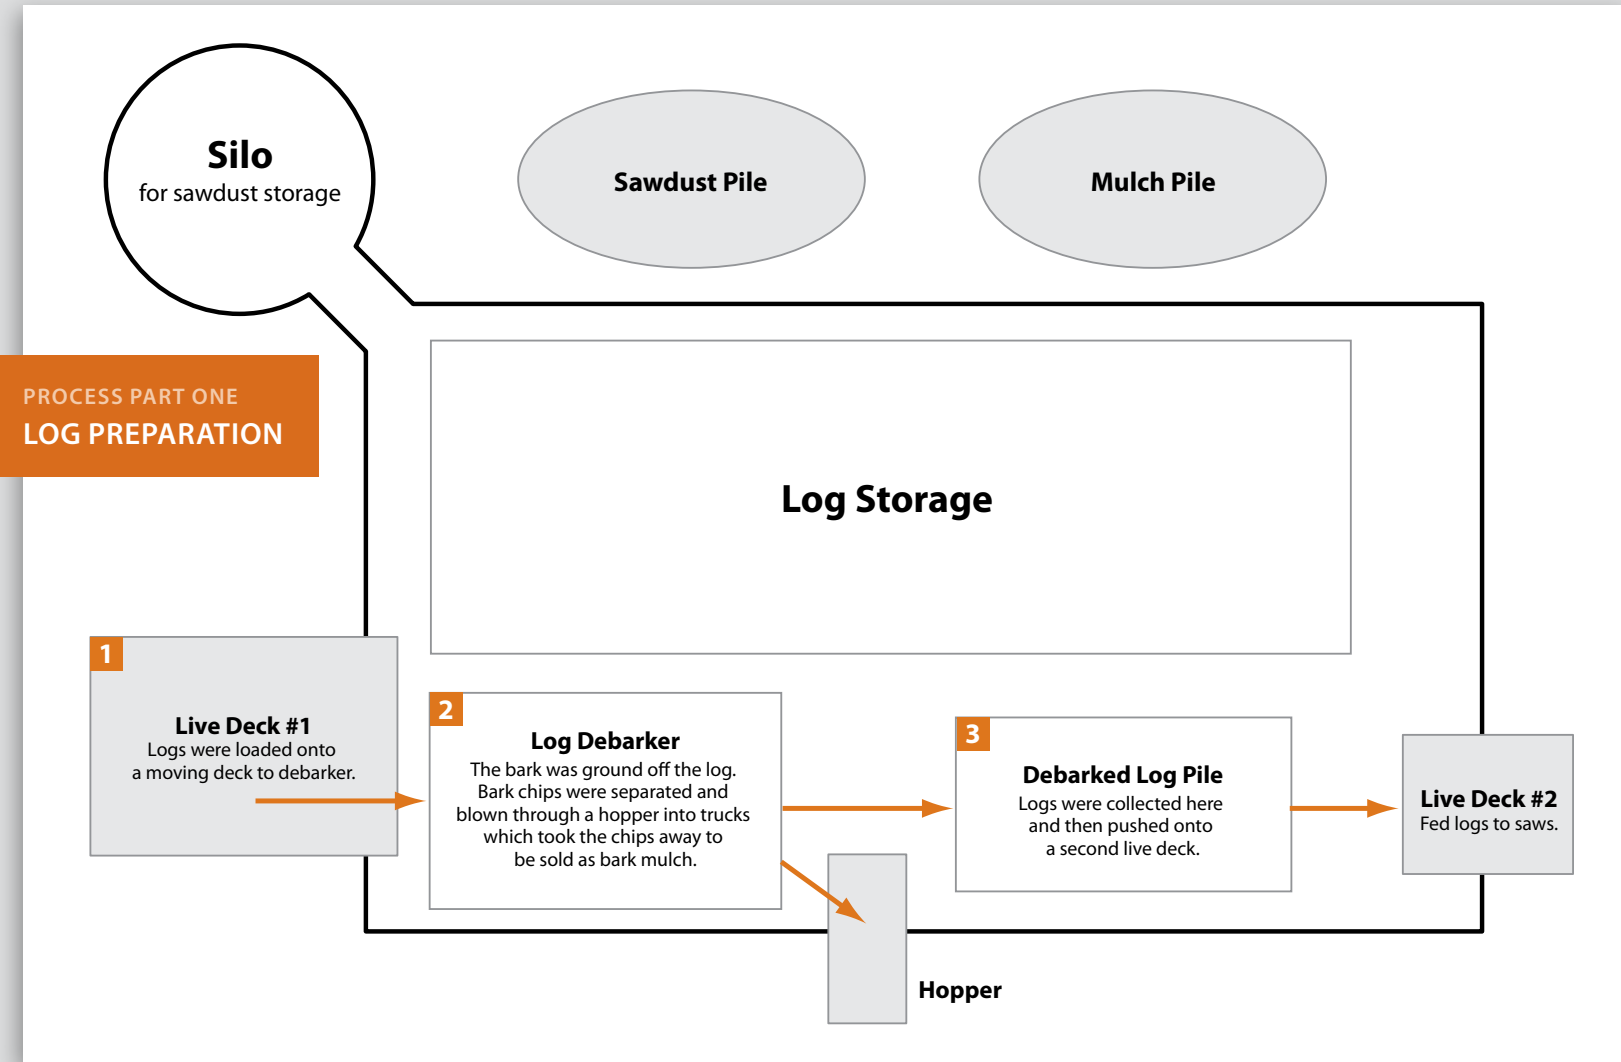 Silo
for sawdust storage
Sawdust Pile
Mulch Pile
PROCESS PART ONE
LOG PREPARATION
Log Storage
1
Live Deck #1
Logs were loaded onto
a moving deck to debarker.
2
Log Debarker
The bark was ground off the log.
Bark chips were separated and
blown through a hopper into trucks
which took the chips away to
be sold as bark mulch.
3
Debarked Log Pile
Logs were collected here
and then pushed onto
a second live deck.
Live Deck #2
Fed logs to saws.
Hopper